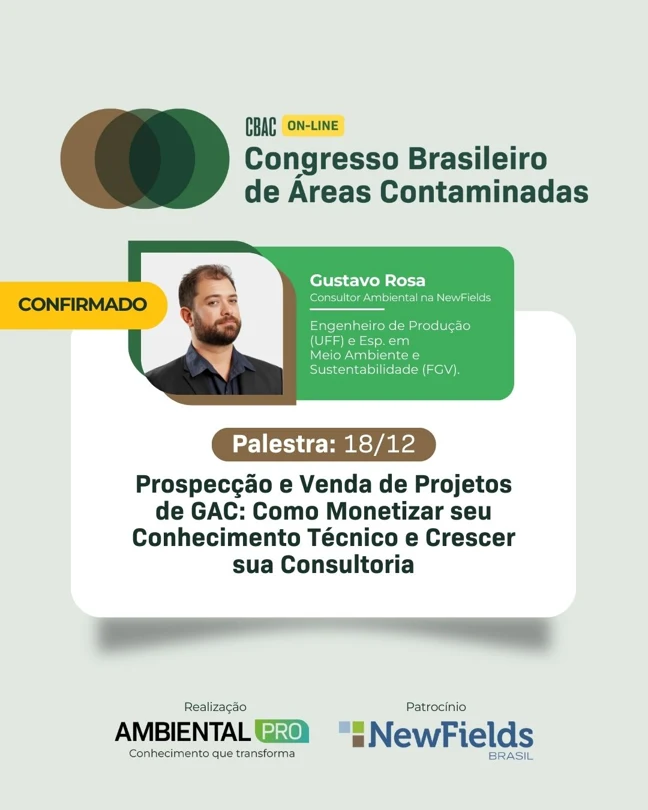 CBAC ON-LINE
Congresso Brasileiro
de Áreas Contaminadas
CONFIRMADO
Gustavo Rosa
Consultor Ambiental na NewFields
Engenheiro de Produção
(UFF) e Esp. em
Meio Ambiente e
Sustentabilidade (FGV).
Palestra: 18/12
Prospecção e Venda de Projetos
de GAC: Como Monetizar seu
Conhecimento Técnico e Crescer
sua Consultoria
Realização
AMBIENTAL PRO
Conhecimento que transforma
Patrocínio
NewFields
BRASIL